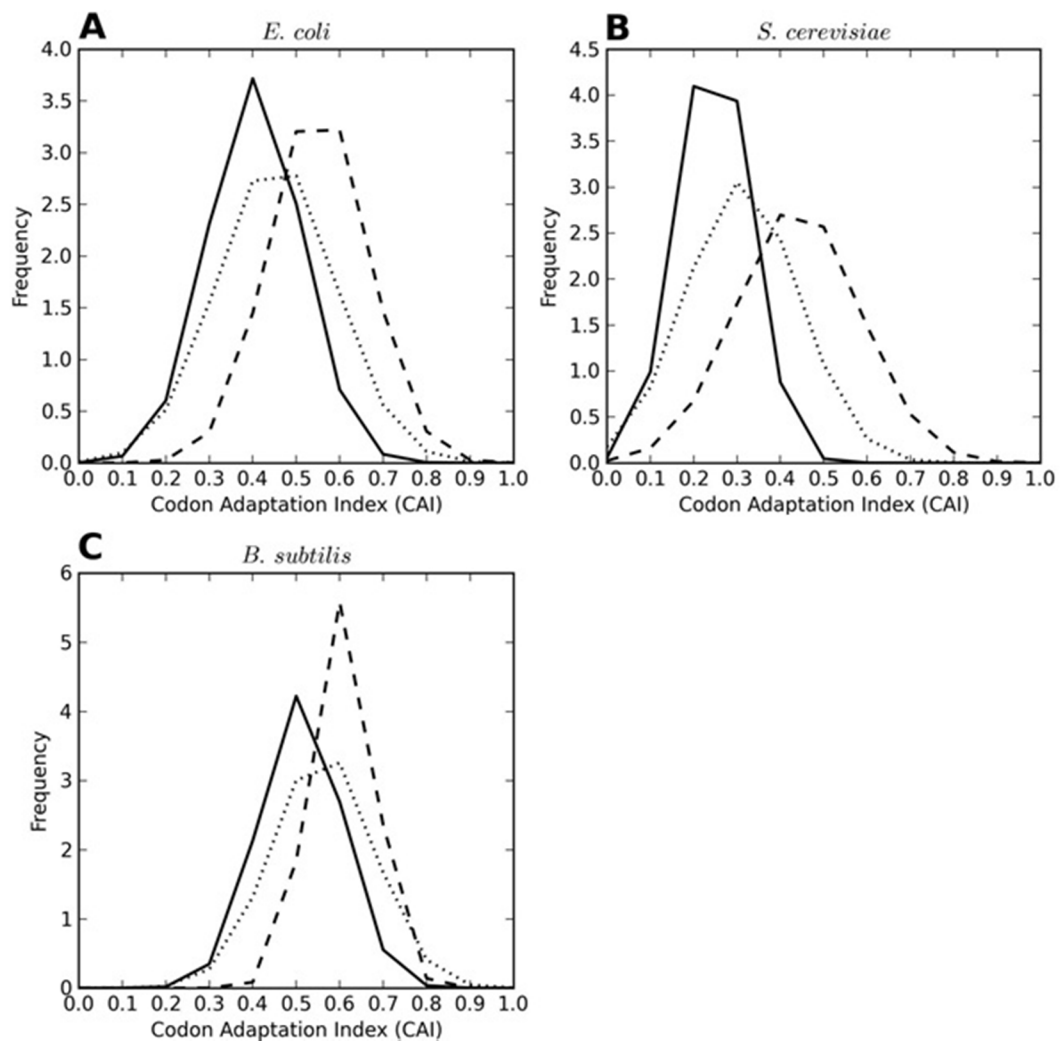 A
E. coli
4.0
3.5
3.0
2.5
2.0
1.5
1.0
0.5
0.0
Frequency
0.0 0.1 0.2 0.3 0.4 0.5 0.6 0.7 0.8 0.9 1.0
Codon Adaptation Index (CAI)
B
S. cerevisiae
4.5
4.0
3.5
3.0
2.5
2.0
1.5
1.0
0.5
0.0
Frequency
0.0 0.1 0.2 0.3 0.4 0.5 0.6 0.7 0.8 0.9 1.0
Codon Adaptation Index (CAI)
C
B. subtilis
6
5
4
3
2
1
0
Frequency
0.0 0.1 0.2 0.3 0.4 0.5 0.6 0.7 0.8 0.9 1.0
Codon Adaptation Index (CAI)